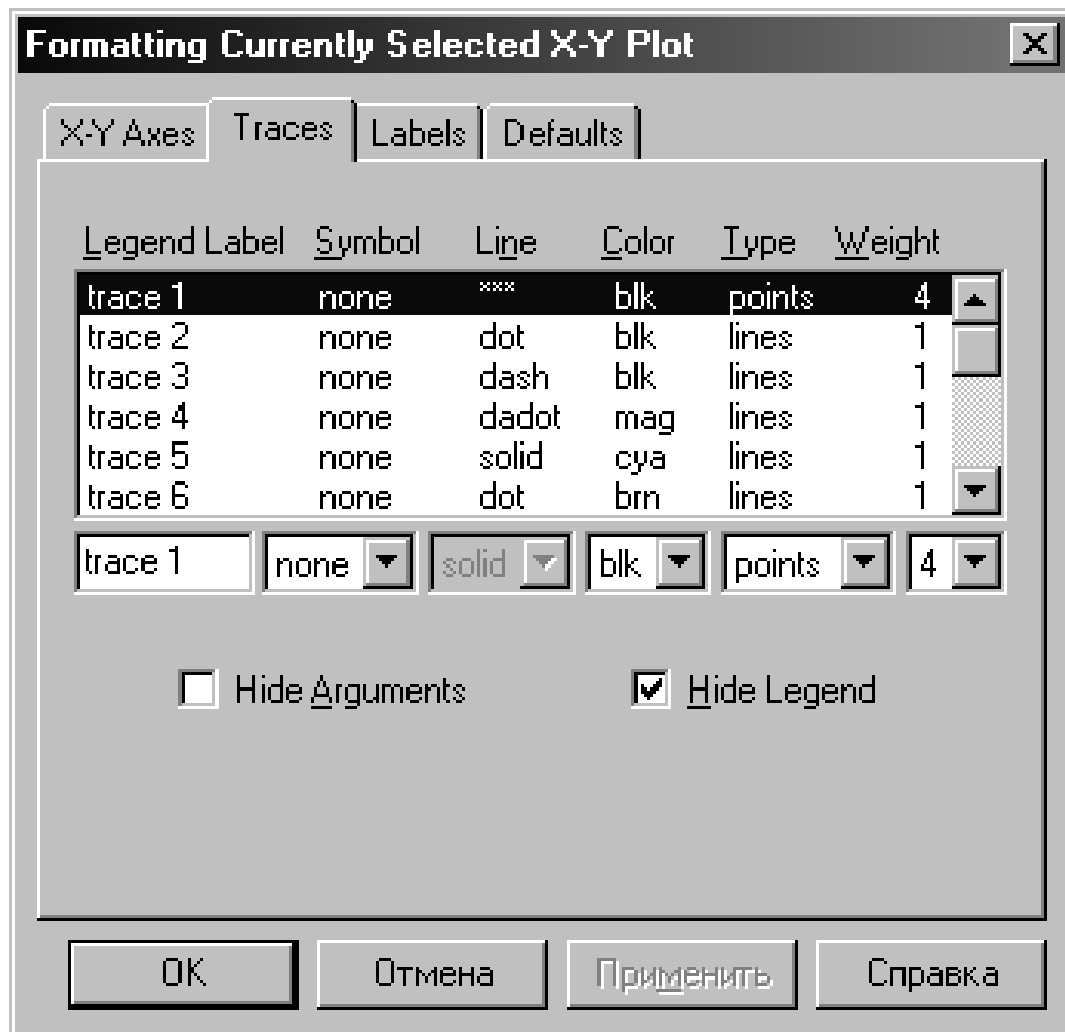 Formatting Currently Selected X-Y Plot
X-Y Axes Traces Labels Defaults
Legend Label Symbol Line Color Type Weight
trace 1 none *** blk points 4
trace 2 none dot blk lines 1
trace 3 none dash blk lines 1
trace 4 none dadot mag lines 1
trace 5 none solid cya lines 1
trace 6 none dot brn lines 1
trace 1 none solid blk points 4
Hide Arguments Hide Legend
OK Отмена Применить Справка